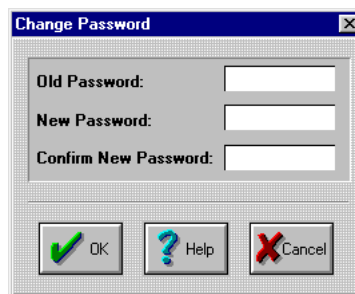 Change Password
Old Password:
New Password:
Confirm New Password:
OK
Help
Cancel